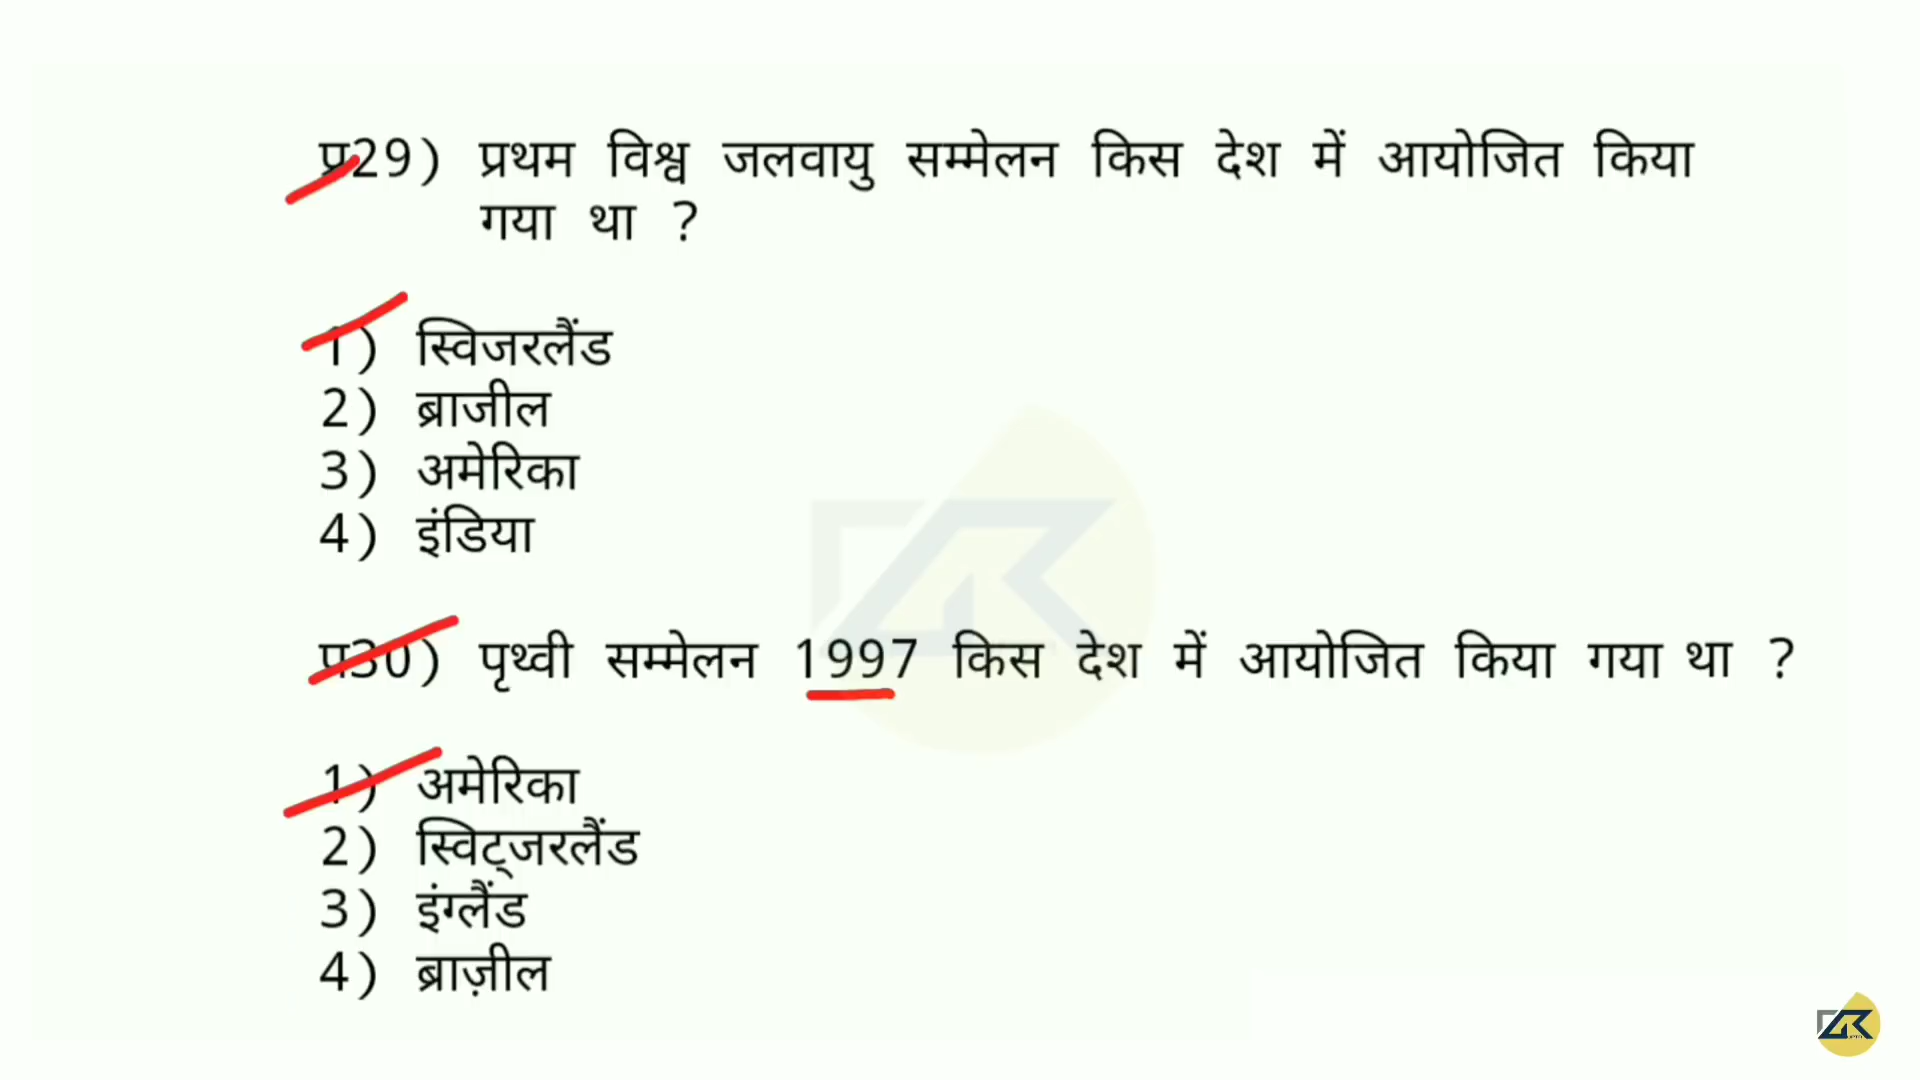 प्र29) प्रथम विश्व जलवायु सम्मेलन किस देश में आयोजित किया
गया था ?
1) स्विजरलैंड
2) ब्राजील
3) अमेरिका
4) इंडिया
प30) पृथ्वी सम्मेलन 1997 किस देश में आयोजित किया गया था ?
1) अमेरिका
2) स्विट्जरलैंड
3) इंग्लैंड
4) ब्राज़ील